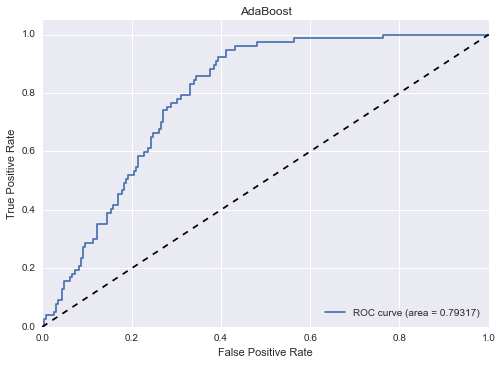 AdaBoost
1.0
0.8
0.6
0.4
0.2
0.0
True Positive Rate
ROC curve (area = 0.79317)
0.0 0.2 0.4 0.6 0.8 1.0
False Positive Rate